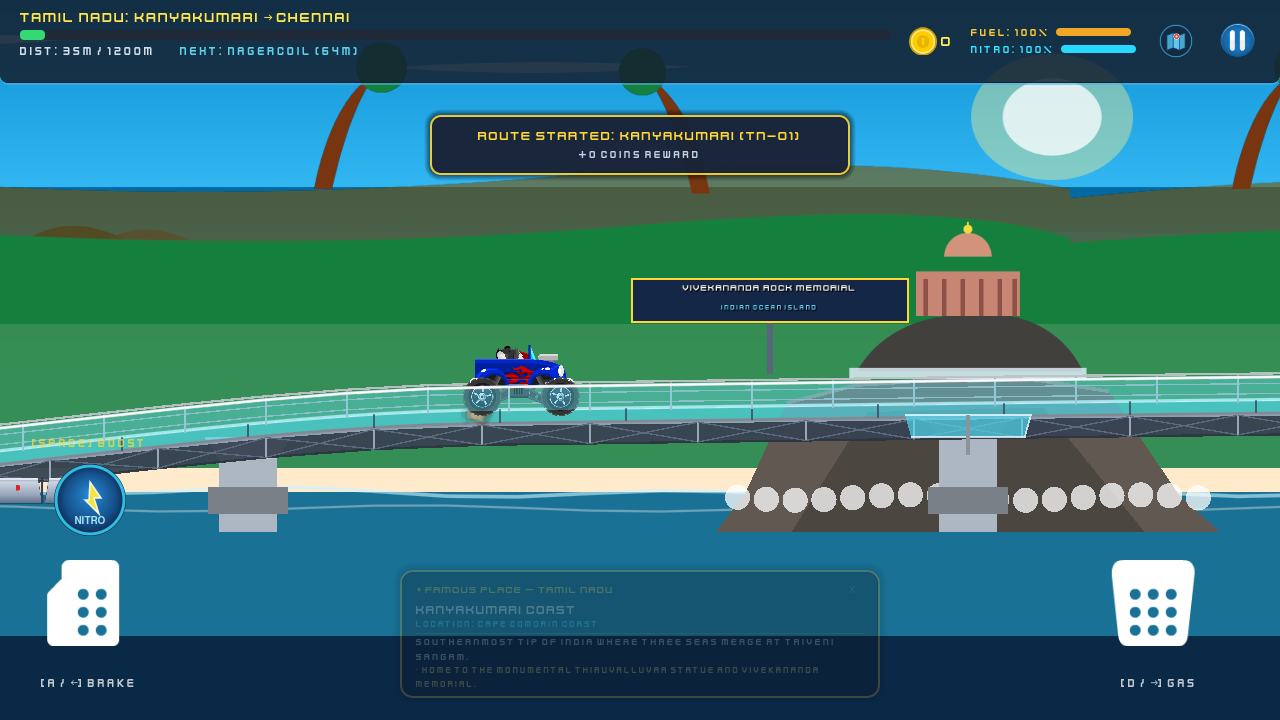 TAMIL NADU: KANYAKUMARI → CHENNAI
DIST: 35M / 1200M
NEXT: NAGERCOIL (64M)
0
FUEL: 100%
NITRO: 100%
ROUTE STARTED: KANYAKUMARI (TN-01)
+0 COINS REWARD
VIVEKANANDA ROCK MEMORIAL
INDIAN OCEAN ISLAND
[SPACE] BOOST
NITRO
FAMOUS PLACE — TAMIL NADU
X
KANYAKUMARI COAST
LOCATION: CAPE COMORIN COAST
SOUTHERNMOST TIP OF INDIA WHERE THREE SEAS MERGE AT TRIVENI
SANGAM.
· HOME TO THE MONUMENTAL THIRUVALLUVAR STATUE AND VIVEKANANDA
MEMORIAL.
[A / ←] BRAKE
[D / →] GAS